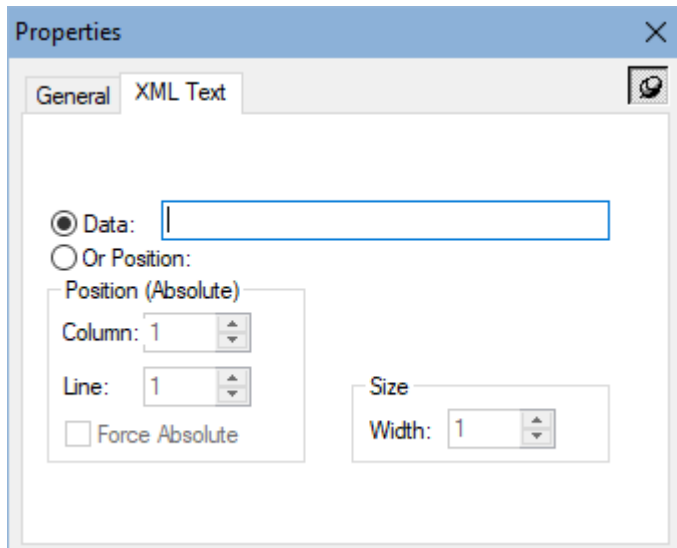 Properties
General XML Text
Data:
Or Position:
Position (Absolute)
Column: 1
Line: 1
Size
Force Absolute
Width: 1